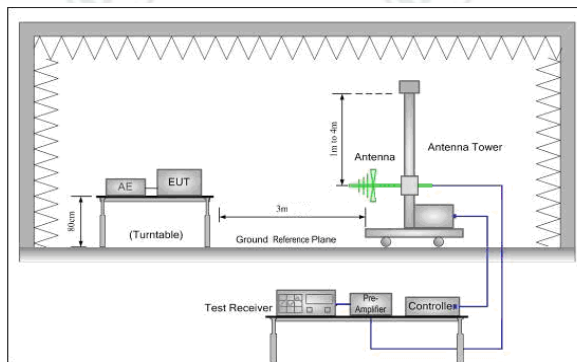 1m to 4m
Antenna
Antenna Tower
AE
EUT
3m
80cm
(Turntable)
Ground Reference Plane
Test Receiver
Pre-
Amplifier
Controlle